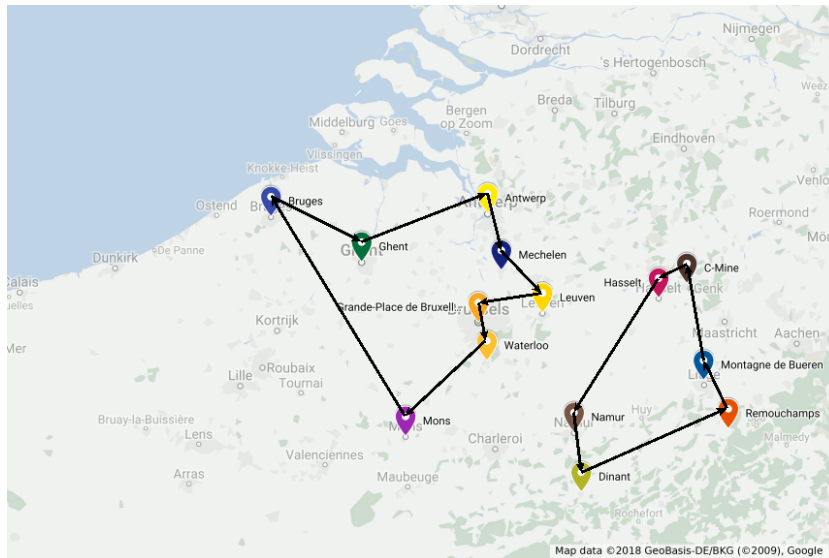 Nijmegen
Dordrecht
's Hertogenbosch
Breda
Tilburg
Bergen
op Zoom
Middelburg
Goes
Eindhoven
Vlissingen
Knokke-Heist
Venlo
Bruges
Antwerp
Ostend
Roermond
Ghent
De Panne
Mechelen
Dunkirk
C-Mine
Hasselt
Genk
Calais
Leuven
Grande-Place de Bruxell..
Brussels
Kortrijk
Maastricht
Aachen
Waterloo
Roubaix
Montagne de Bueren
Lille
Tournai
Liège
Huy
Remouchamps
Bruay-la-Buissière
Mons
Namur
Lens
Charleroi
Malmedy
Valenciennes
Arras
Maubeuge
Dinant
Rochefort
Map data ©2018 GeoBasis-DE/BKG (©2009), Google